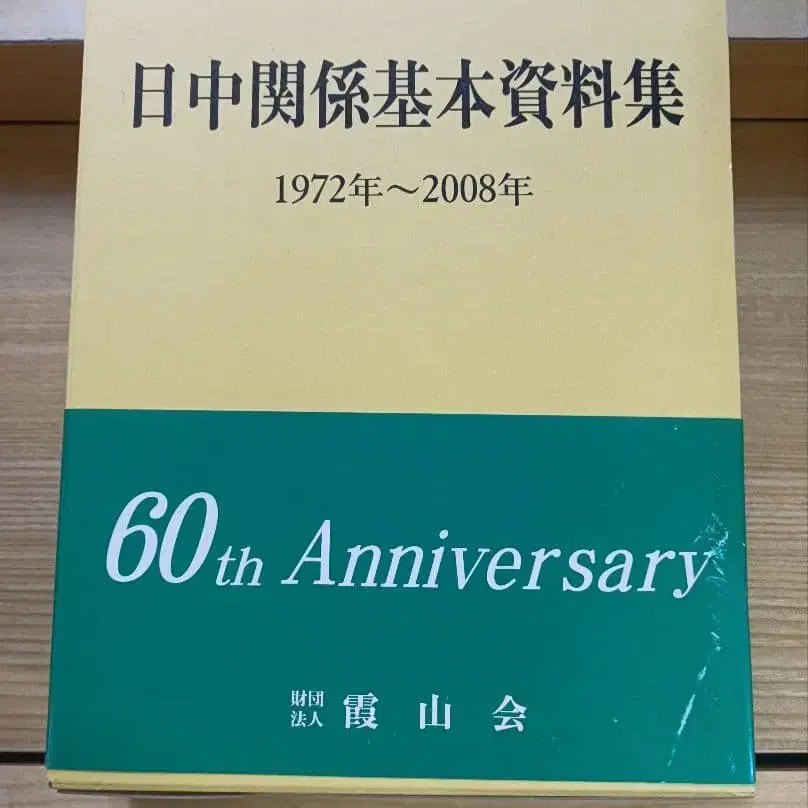 日中関係基本資料集
1972年～2008年
60th Anniversary
財団法人 霞山会